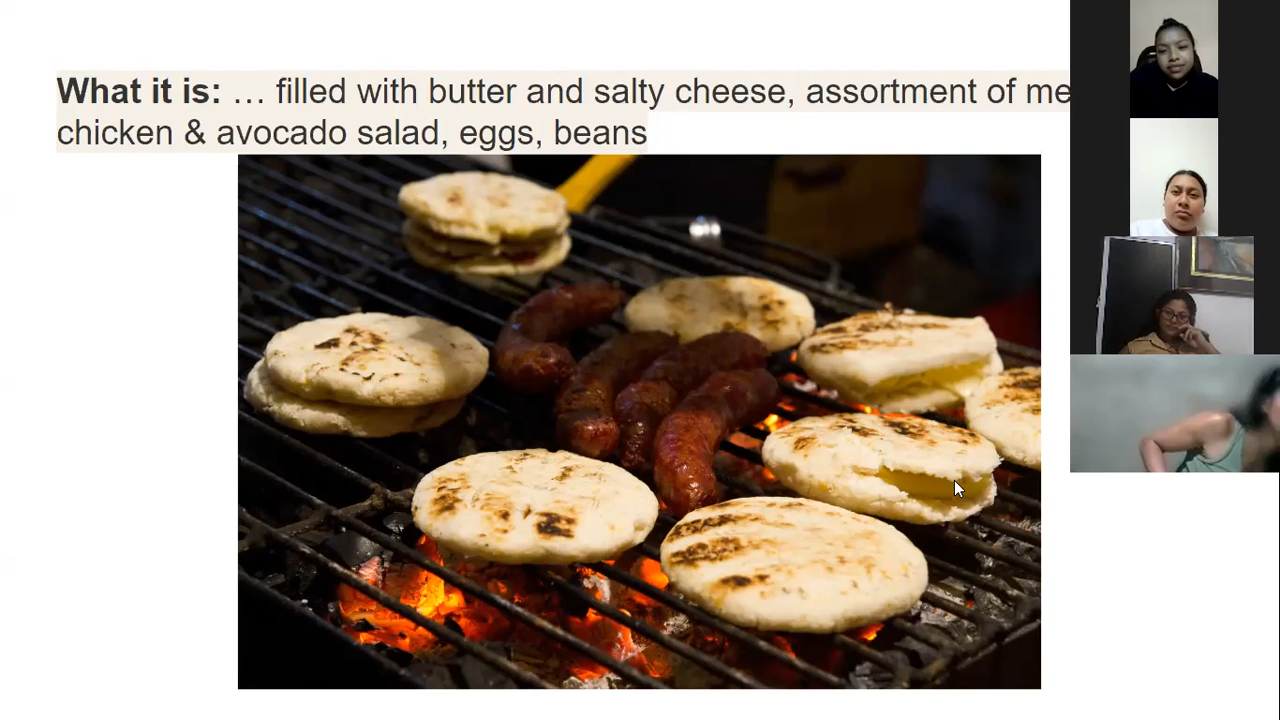 What it is: … filled with butter and salty cheese, assortment of me
chicken & avocado salad, eggs, beans